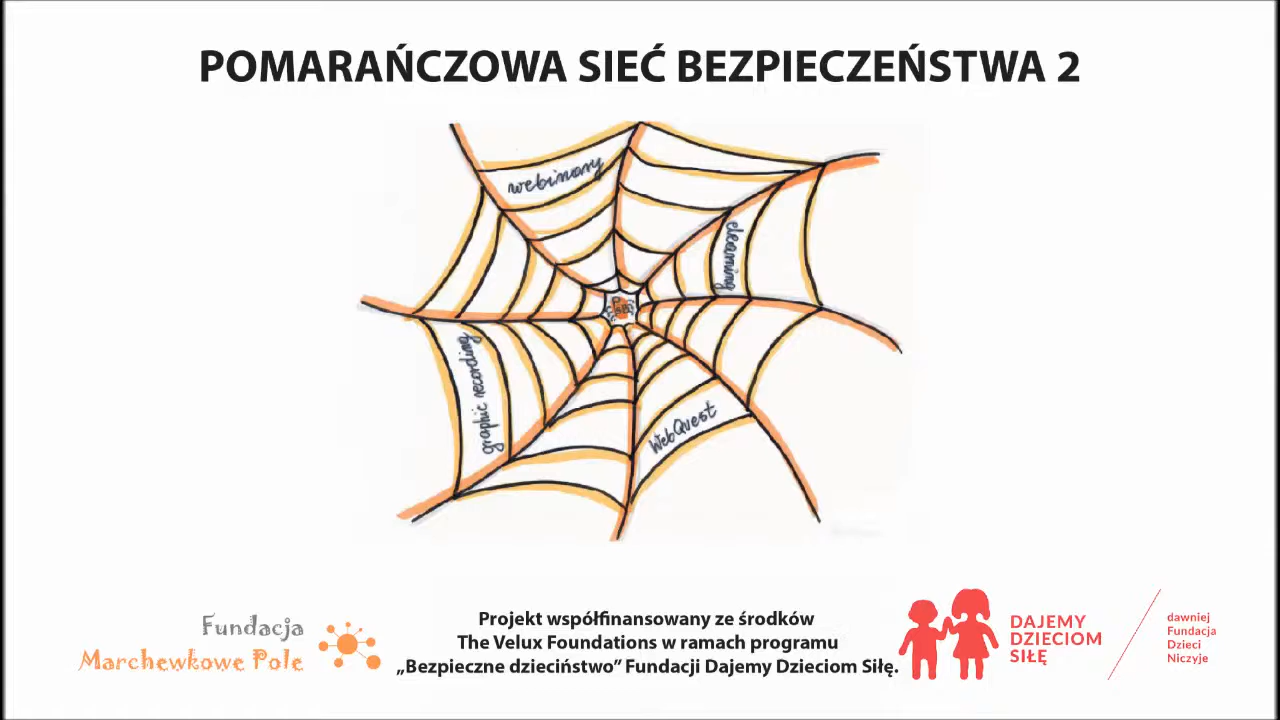 POMARAŃCZOWA SIEĆ BEZPIECZEŃSTWA 2
webinary
elearning
graphic recording
WebQuest
Fundacja
Marchewkowe Pole
Projekt współfinansowany ze środków
The Velux Foundations w ramach programu
„Bezpieczne dzieciństwo” Fundacji Dajemy Dzieciom Siłę.
DAJEMY
DZIECIOM
SIŁĘ
dawniej
Fundacja
Dzieci
Niczyje